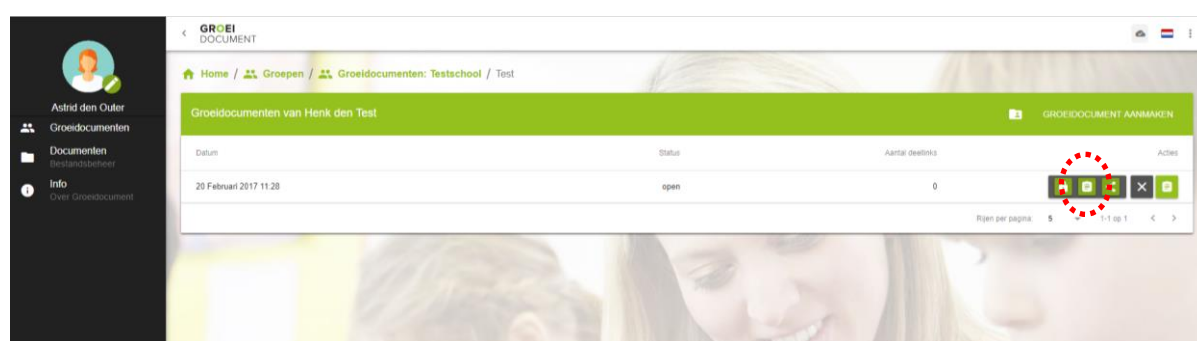 GROEI
DOCUMENT
Home / Groepen / Groeidocumenten: Testschool / Test
Astrid den Outer
Groeidocumenten
Documenten
Bestandsbeheer
Info
Over Groeidocument
Groeidocumenten van Henk den Test
GROEIDOCUMENT AANMAKEN
Datum Status Aantal deellinks Acties
20 Februari 2017 11:28 open 0
Rijen per pagina: 5 1-1 op 1